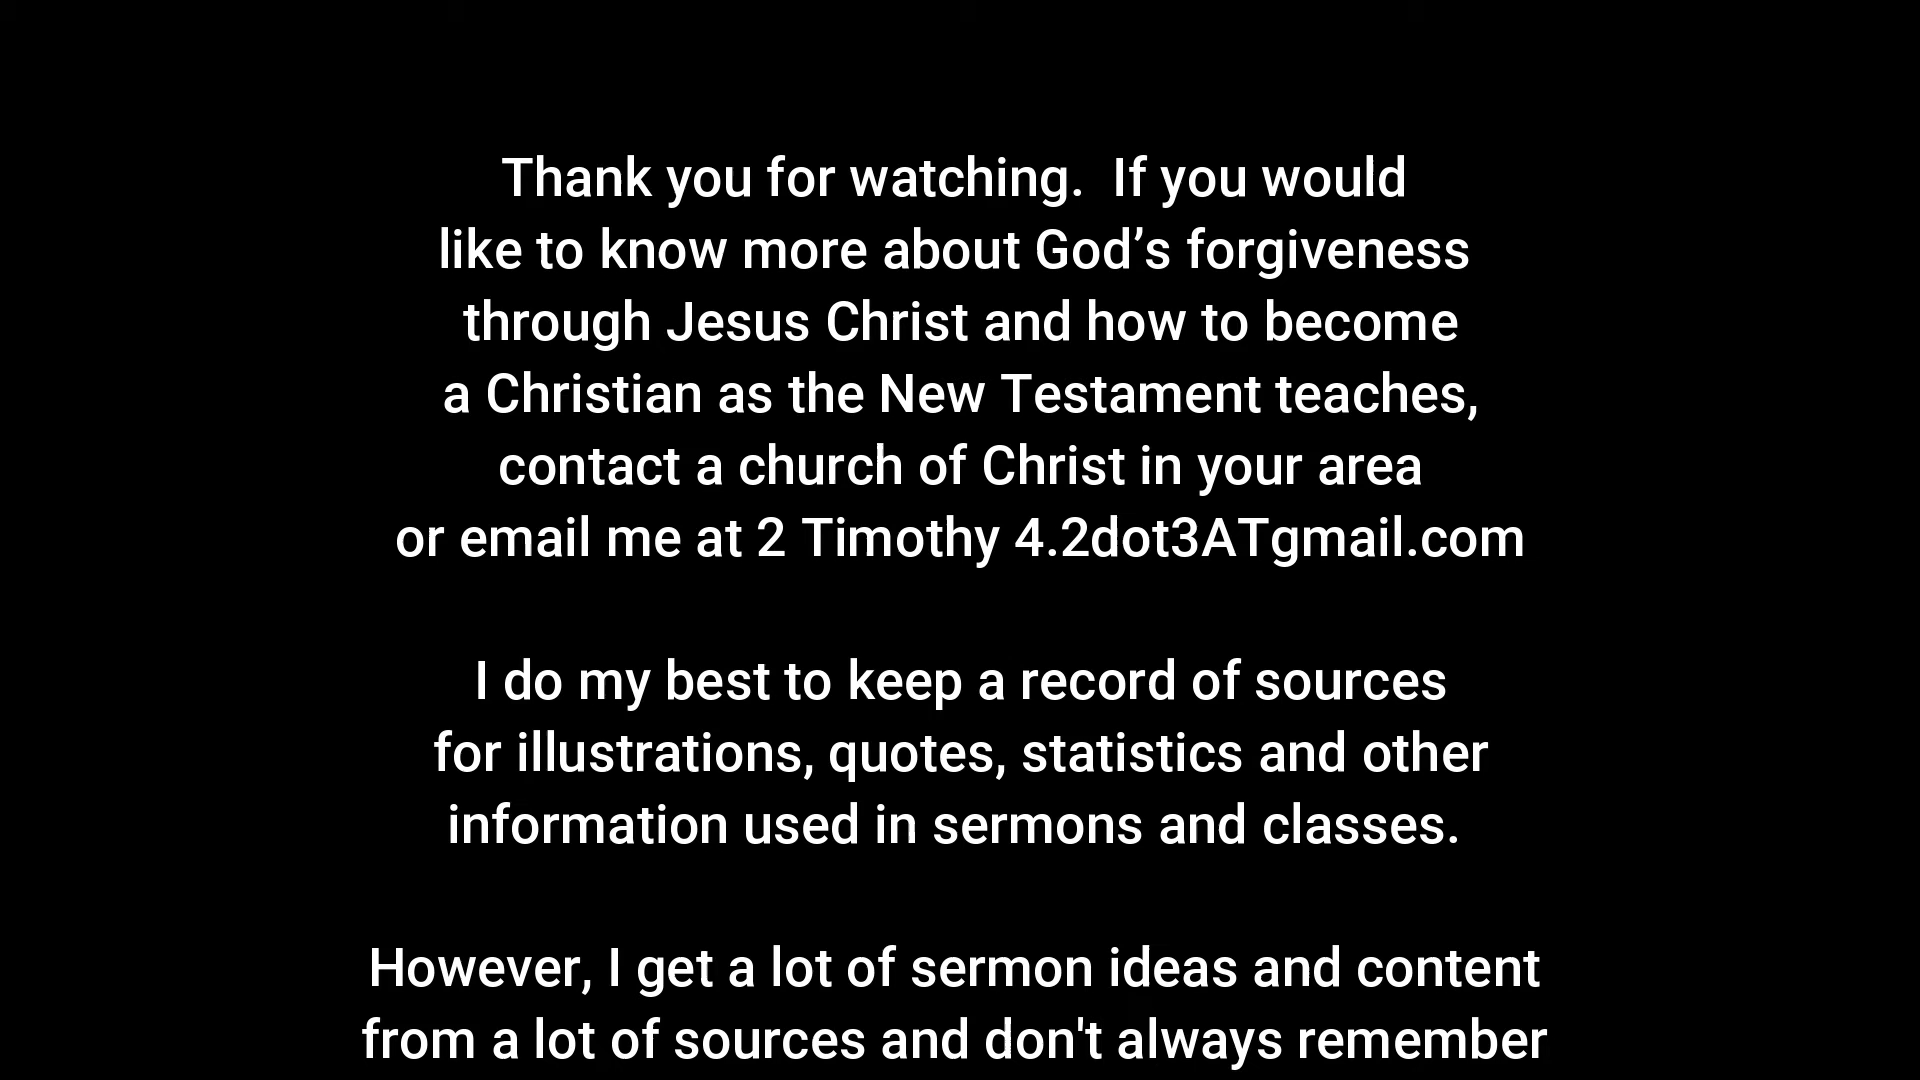 Thank you for watching.  If you would
like to know more about God’s forgiveness
through Jesus Christ and how to become
a Christian as the New Testament teaches,
contact a church of Christ in your area
or email me at 2 Timothy 4.2dot3ATgmail.com
I do my best to keep a record of sources
for illustrations, quotes, statistics and other
information used in sermons and classes.
However, I get a lot of sermon ideas and content
from a lot of sources and don't always remember